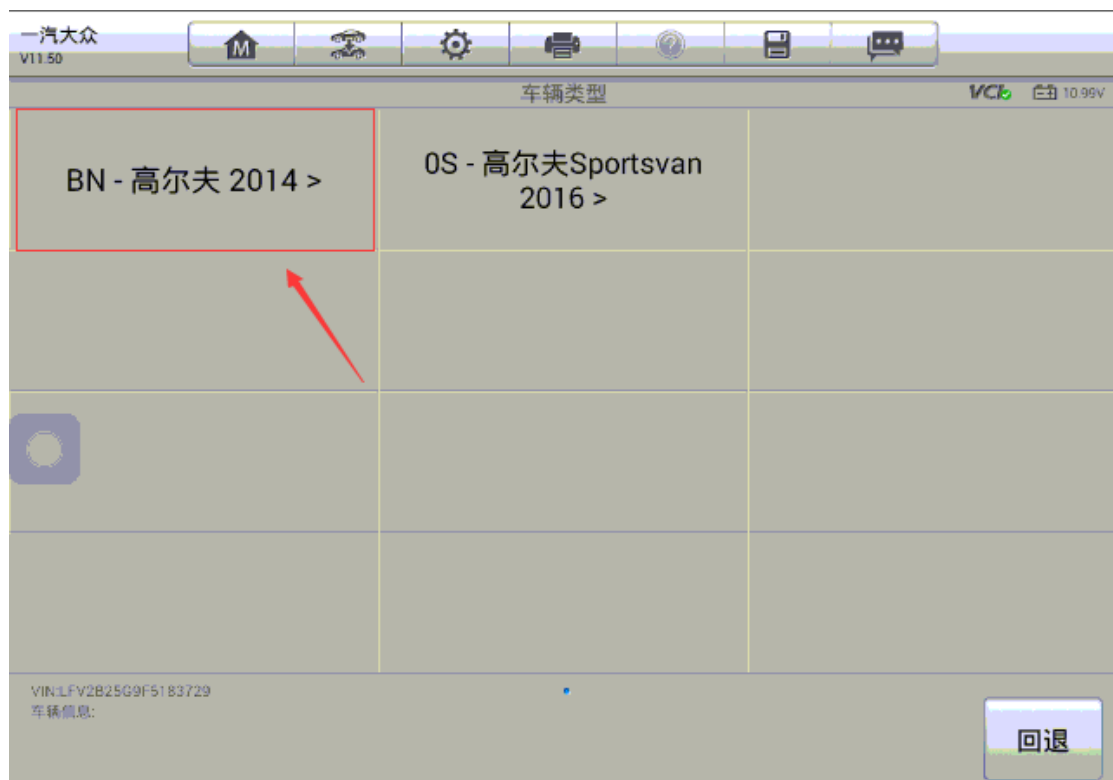 一汽大众
V11.50
M
车辆类型
VCI
10.99V
BN - 高尔夫 2014 >
0S - 高尔夫Sportsvan
2016 >
VIN:LFV2B25G9F5183729
车辆信息:
回退